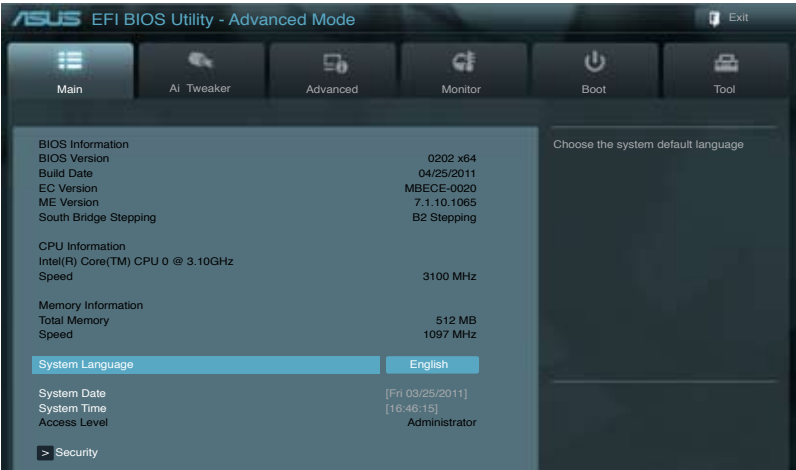 ASUS EFI BIOS Utility - Advanced Mode Exit
Main Ai Tweaker Advanced Monitor Boot Tool
BIOS Information
BIOS Version 0202 x64
Build Date 04/25/2011
EC Version MBECE-0020
ME Version 7.1.10.1065
South Bridge Stepping B2 Stepping
CPU Information
Intel(R) Core(TM) CPU 0 @ 3.10GHz
Speed 3100 MHz
Memory Information
Total Memory 512 MB
Speed 1097 MHz
System Language English
System Date [Fri 03/25/2011]
System Time [16:46:15]
Access Level Administrator
> Security
Choose the system default language